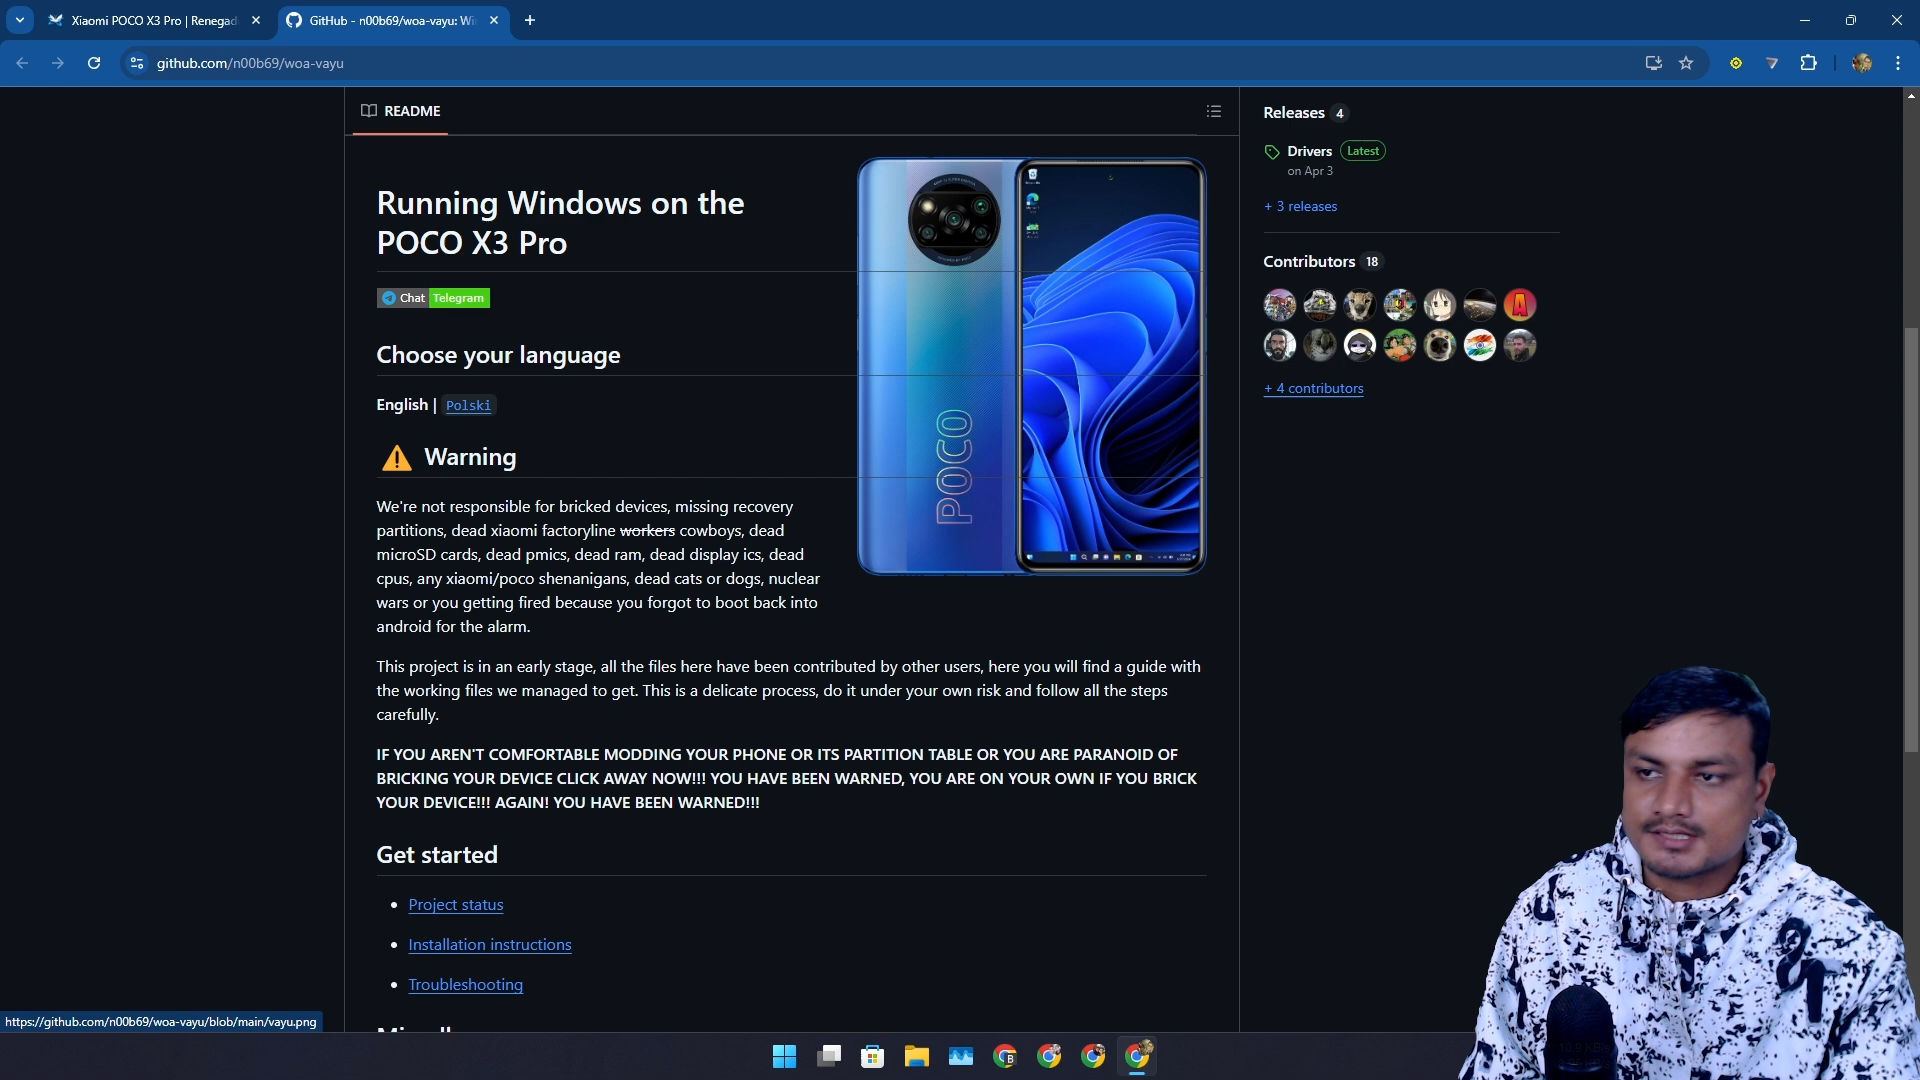 Xiaomi POCO X3 Pro | Renegad
GitHub - n00b69/woa-vayu: Wi
github.com/n00b69/woa-vayu
README
Running Windows on the
POCO X3 Pro
Chat Telegram
Choose your language
English | Polski
Warning
We're not responsible for bricked devices, missing recovery
partitions, dead xiaomi factoryline workers cowboys, dead
microSD cards, dead pmics, dead ram, dead display ics, dead
cpus, any xiaomi/poco shenanigans, dead cats or dogs, nuclear
wars or you getting fired because you forgot to boot back into
android for the alarm.
POCO
This project is in an early stage, all the files here have been contributed by other users, here you will find a guide with
the working files we managed to get. This is a delicate process, do it under your own risk and follow all the steps
carefully.
IF YOU AREN'T COMFORTABLE MODDING YOUR PHONE OR ITS PARTITION TABLE OR YOU ARE PARANOID OF
BRICKING YOUR DEVICE CLICK AWAY NOW!!! YOU HAVE BEEN WARNED, YOU ARE ON YOUR OWN IF YOU BRICK
YOUR DEVICE!!! AGAIN! YOU HAVE BEEN WARNED!!!
Get started
Project status
Installation instructions
Troubleshooting
Releases 4
Drivers Latest
on Apr 3
+ 3 releases
Contributors 18
A
+ 4 contributors
https://github.com/n00b69/woa-vayu/blob/main/vayu.png